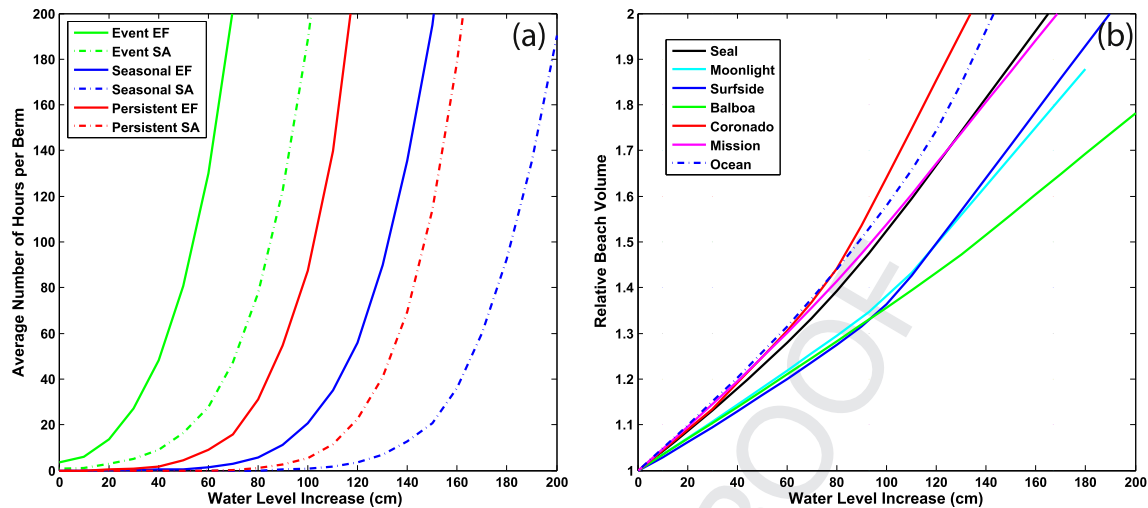 200
180
160
140
120
100
80
60
40
20
0
Average Number of Hours per Berm
Event EF
Event SA
Seasonal EF
Seasonal SA
Persistent EF
Persistent SA
(a)
0 20 40 60 80 100 120 140 160 180 200
Water Level Increase (cm)
2
1.9
1.8
1.7
1.6
1.5
1.4
1.3
1.2
1.1
1
Relative Beach Volume
Seal
Moonlight
Surfside
Balboa
Coronado
Mission
Ocean
(b)
PROOF
0 20 40 60 80 100 120 140 160 180 200
Water Level Increase (cm)